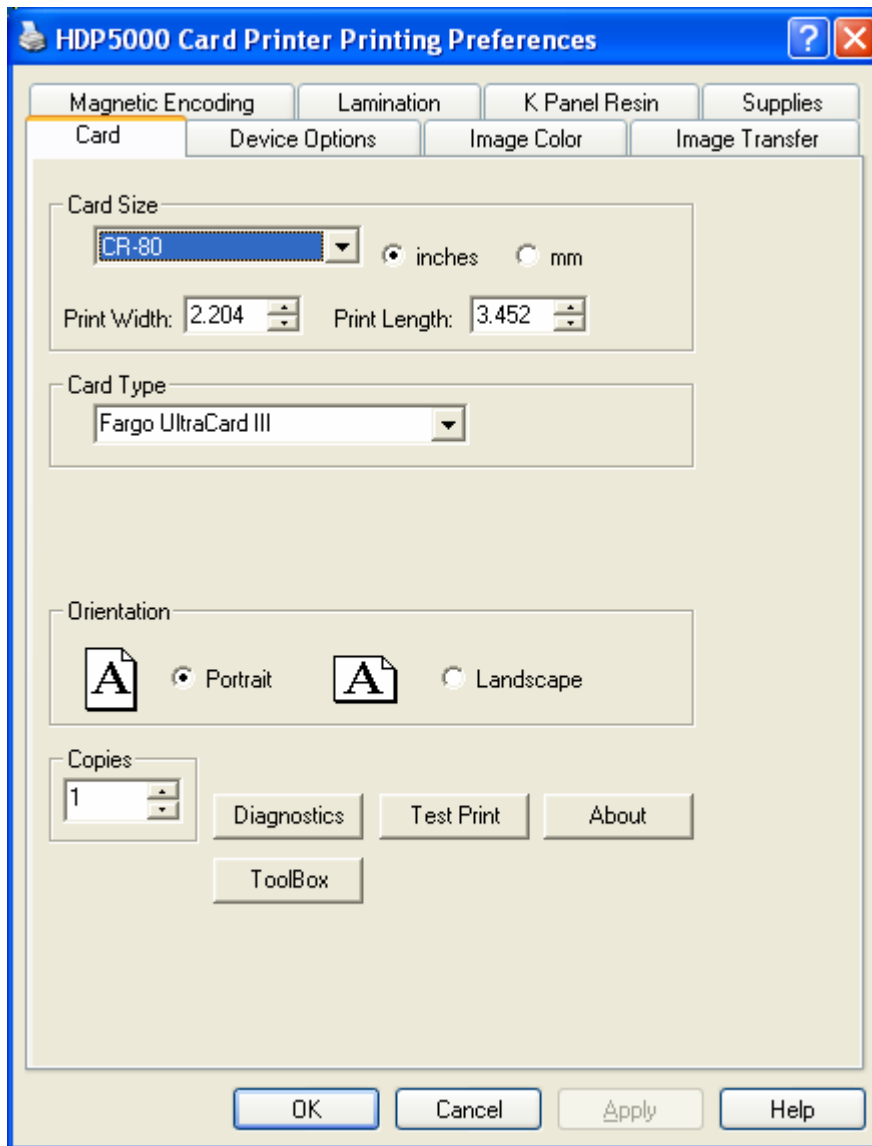 HDP5000 Card Printer Printing Preferences
Magnetic Encoding Lamination K Panel Resin Supplies
Card Device Options Image Color Image Transfer
Card Size
CR-80 inches mm
Print Width: 2.204 Print Length: 3.452
Card Type
Fargo UltraCard III
Orientation
A Portrait A Landscape
Copies
1 Diagnostics Test Print About
ToolBox
OK Cancel Apply Help